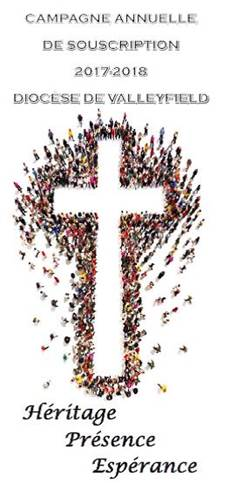 CAMPAGNE ANNUELLE
DE SOUSCRIPTION
2017-2018
DIOCÈSE DE VALLEYFIELD
Héritage
Présence
Espérance